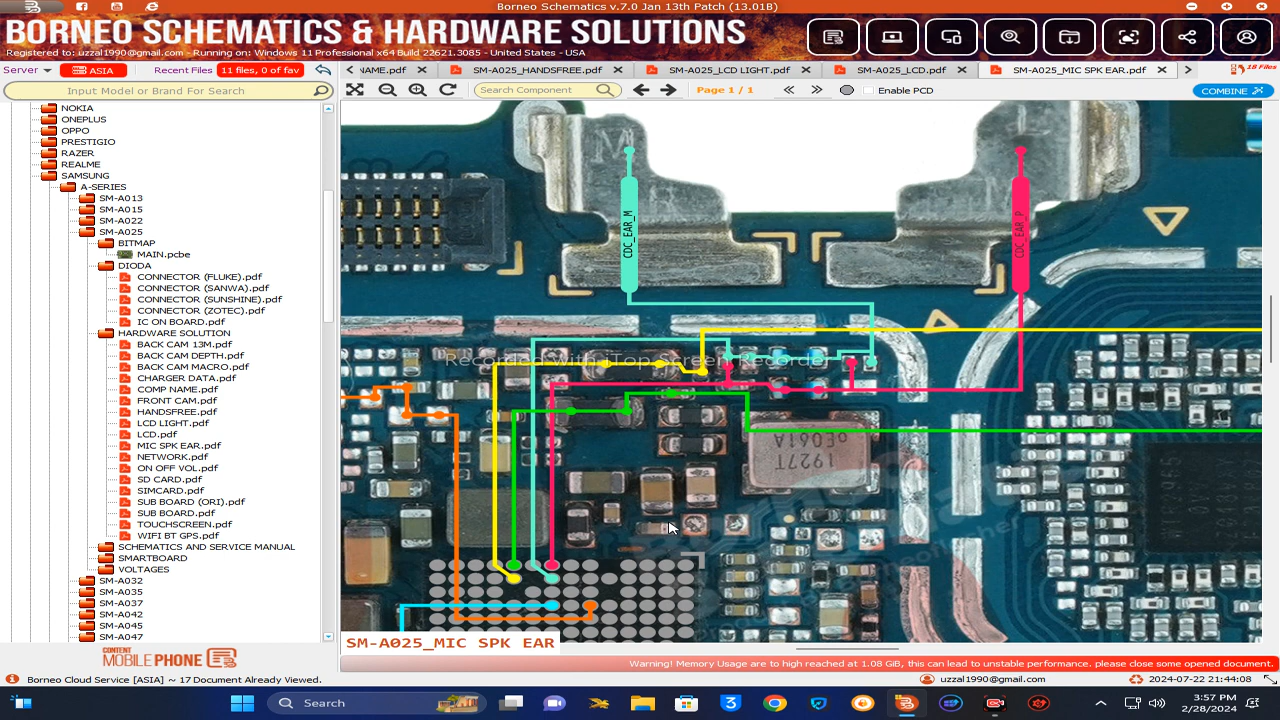 Borneo Schematics v.7.0 Jan 13th Patch (13.01B)
BORNEO SCHEMATICS & HARDWARE SOLUTIONS
Registered to: uzzal1990@gmail.com - Running on: Windows 11 Professional x64 Build 22621.3085 - United States - USA
Server ASIA Recent Files 11 files, 0 of fav
NAME.pdf SM-A025_HANDSFREE.pdf SM-A025_LCD LIGHT.pdf SM-A025_LCD.pdf SM-A025_MIC SPK EAR.pdf 18 Files
Input Model or Brand For Search
Search Component Page 1 / 1 Enable PCD COMBINE
NOKIA
ONEPLUS
OPPO
PRESTIGIO
RAZER
REALME
SAMSUNG
A-SERIES
SM-A013
SM-A015
SM-A022
SM-A025
BITMAP
MAIN.pcbe
DIODA
CONNECTOR (FLUKE).pdf
CONNECTOR (SANWA).pdf
CONNECTOR (SUNSHINE).pdf
CONNECTOR (ZOTEC).pdf
IC ON BOARD.pdf
HARDWARE SOLUTION
BACK CAM 13M.pdf
BACK CAM DEPTH.pdf
BACK CAM MACRO.pdf
CHARGER DATA.pdf
COMP NAME.pdf
FRONT CAM.pdf
HANDSFREE.pdf
LCD LIGHT.pdf
LCD.pdf
MIC SPK EAR.pdf
NETWORK.pdf
ON OFF VOL.pdf
SD CARD.pdf
SIMCARD.pdf
SUB BOARD (ORI).pdf
SUB BOARD.pdf
TOUCHSCREEN.pdf
WIFI BT GPS.pdf
SCHEMATICS AND SERVICE MANUAL
SMARTBOARD
VOLTAGES
SM-A032
SM-A035
SM-A037
SM-A042
SM-A045
SM-A047
CDC_EAR_M
CDC_EAR_P
Recorded with iTop Screen Recorder
0E061A
1927T
SM-A025_MIC SPK EAR
CONTENT
MOBILE PHONE
Warning! Memory Usage are to high reached at 1.08 GiB, this can lead to unstable performance. please close some opened document.
Borneo Cloud Service [ASIA] ~ 17 Document Already Viewed.
uzzal1990@gmail.com 2024-07-22 21:44:08
Search
3:57 PM
2/28/2024